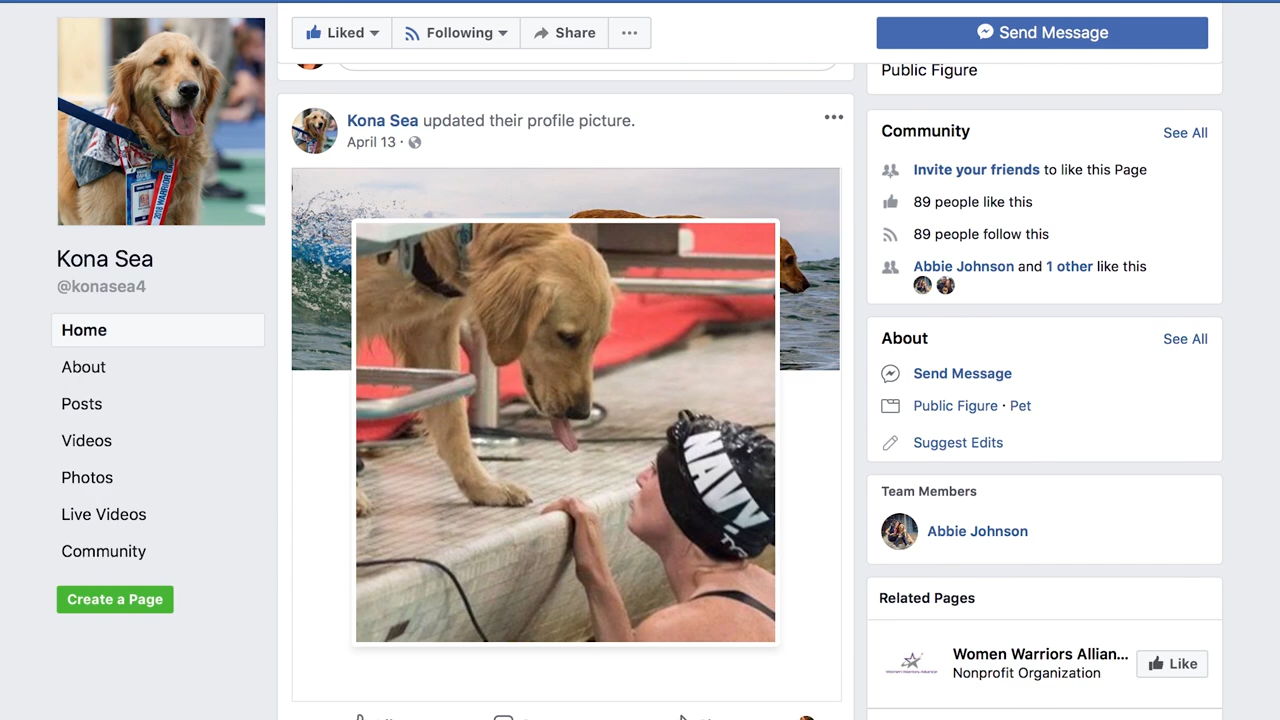 Liked
Following
Share
Send Message
Public Figure
Kona Sea updated their profile picture.
April 13
Kona Sea
@konasea4
Home
About
Posts
Videos
Photos
Live Videos
Community
Create a Page
NAVY
Community
See All
Invite your friends to like this Page
89 people like this
89 people follow this
Abbie Johnson and 1 other like this
About
See All
Send Message
Public Figure · Pet
Suggest Edits
Team Members
Abbie Johnson
Related Pages
Women Warriors Allian...
Nonprofit Organization
Like